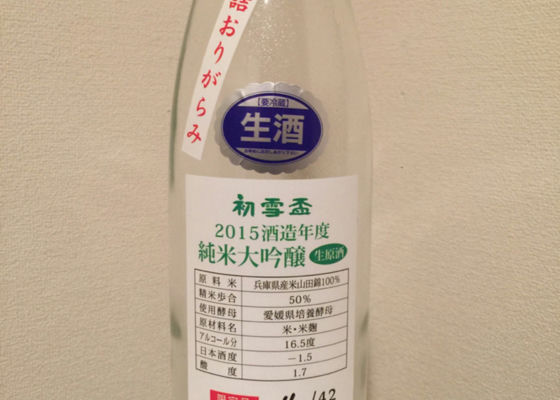 詰おりがらみ
【要冷蔵】
生酒
初雪盃
2015酒造年度
純米大吟醸 生原酒
原料米 兵庫県産米山田錦100%
精米歩合 50%
使用酵母 愛媛県培養酵母
原材料名 米・米麹
アルコール分 16.5度
日本酒度 −1.5
酸度 1.7
/42